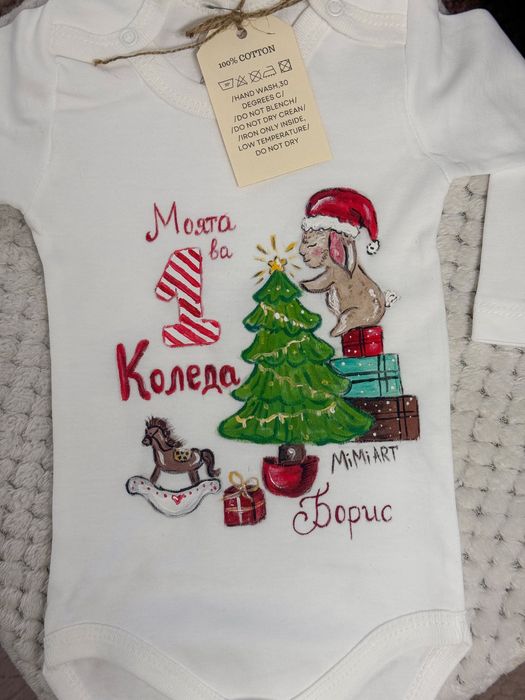 100% COTTON
/HAND WASH,30
DEGREES C/
/DO NOT BLENCH/
/DO NOT DRY CREAN/
/IRON ONLY INSIDE,
LOW TEMPERATURE/
DO NOT DRY
Моята
1 ва
Коледа
MiMi ART
Борис